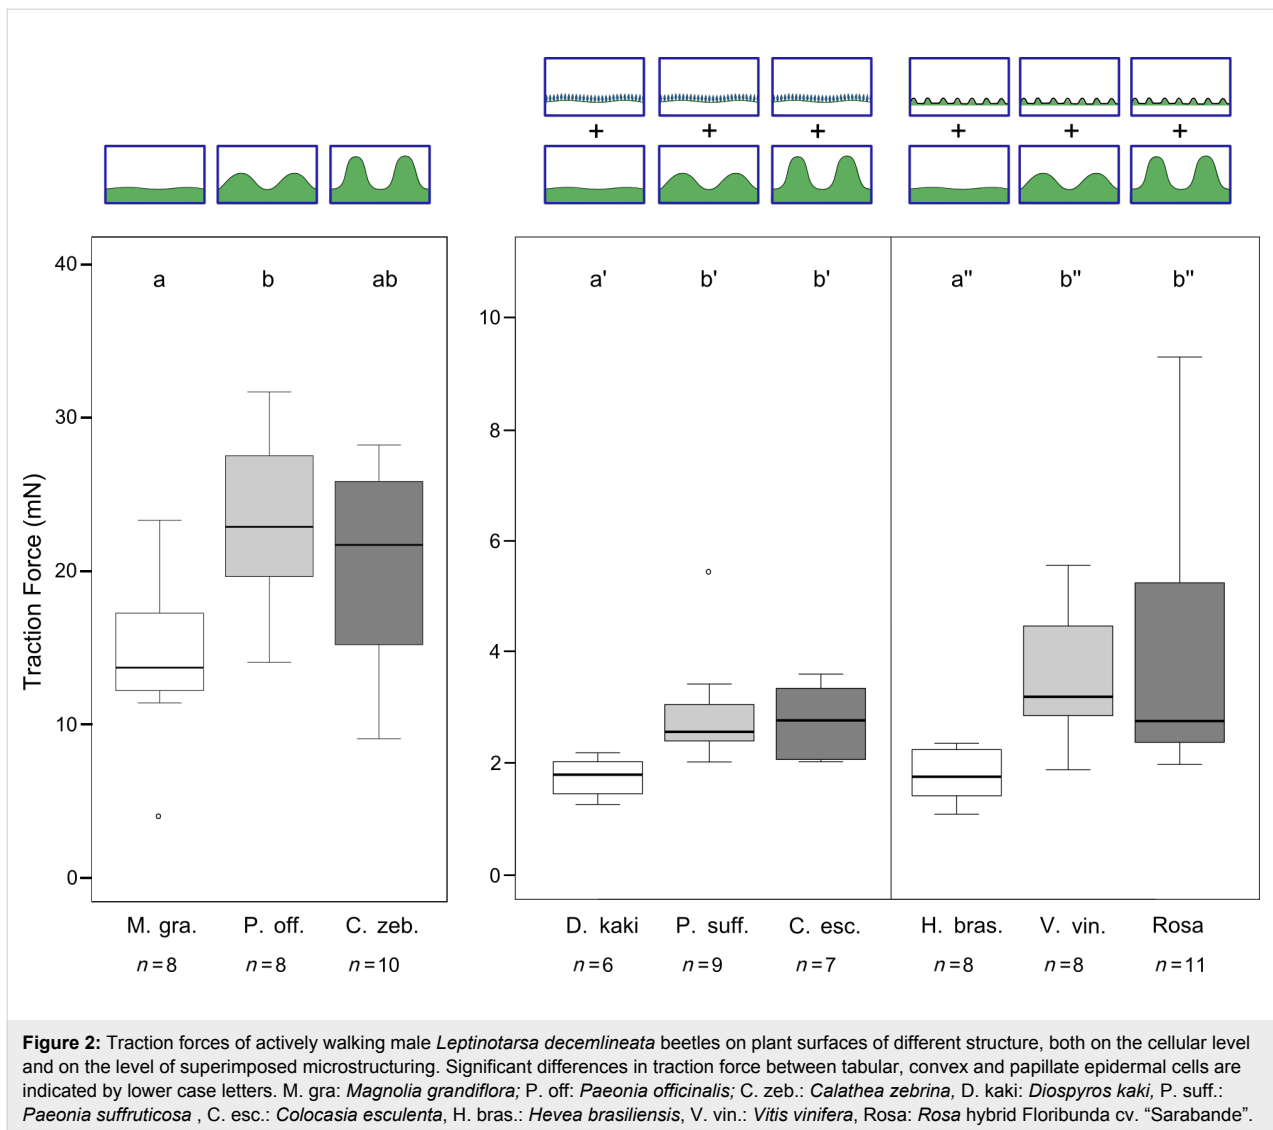 + + + + + +
a b ab a' b' b' a" b" b"
40
30
20
10
0
Traction Force (mN)
10
8
6
4
2
0
M. gra. P. off. C. zeb. D. kaki P. suff. C. esc. H. bras. V. vin. Rosa
n=8 n=8 n=10 n=6 n=9 n=7 n=8 n=8 n=11
Figure 2: Traction forces of actively walking male Leptinotarsa decemlineata beetles on plant surfaces of different structure, both on the cellular level
and on the level of superimposed microstructuring. Significant differences in traction force between tabular, convex and papillate epidermal cells are
indicated by lower case letters. M. gra: Magnolia grandiflora; P. off: Paeonia officinalis; C. zeb.: Calathea zebrina, D. kaki: Diospyros kaki, P. suff.:
Paeonia suffruticosa , C. esc.: Colocasia esculenta, H. bras.: Hevea brasiliensis, V. vin.: Vitis vinifera, Rosa: Rosa hybrid Floribunda cv. “Sarabande”.